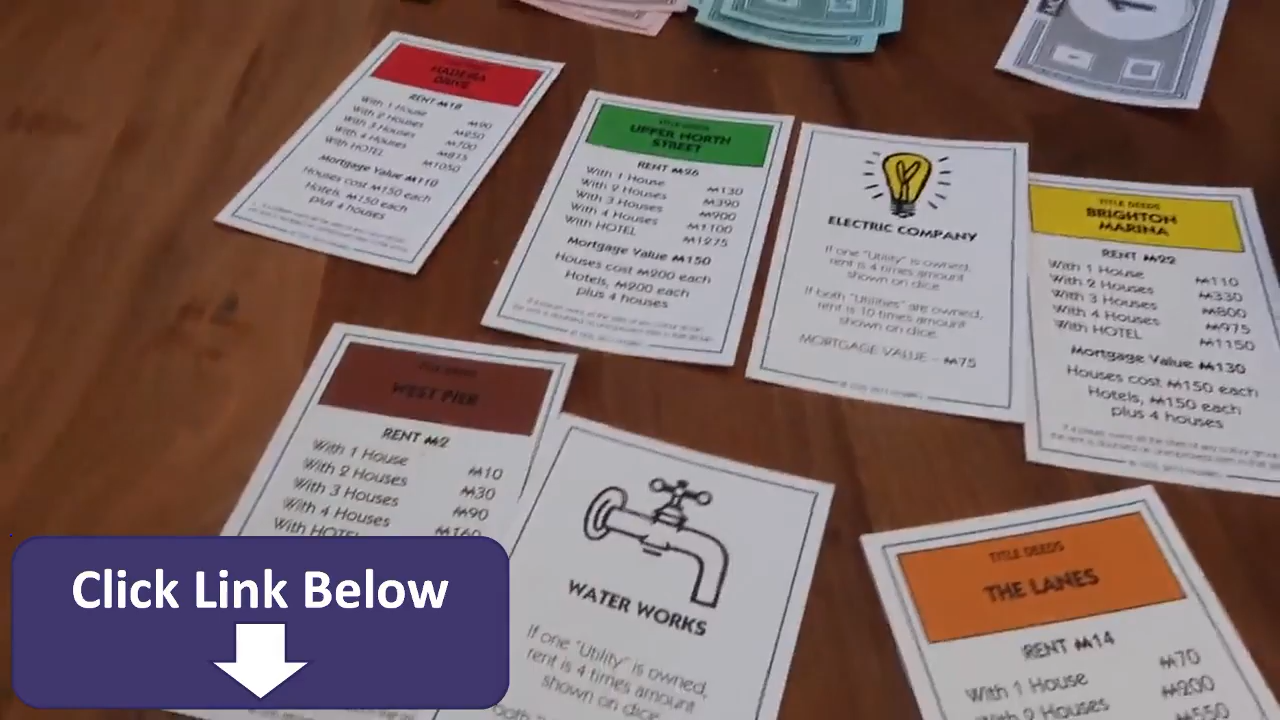 MADEIRA
DRIVE
RENT ₩18
With 1 House ₩90
With 2 Houses ₩250
With 3 Houses ₩700
With 4 Houses ₩875
With HOTEL ₩1050
Mortgage Value ₩110
Houses cost ₩150 each
Hotels, ₩150 each
plus 4 houses
TITLE DEEDS
UPPER NORTH
STREET
RENT ₩26
With 1 House ₩130
With 2 Houses ₩390
With 3 Houses ₩900
With 4 Houses ₩1100
With HOTEL ₩1275
Mortgage Value ₩150
Houses cost ₩200 each
Hotels, ₩200 each
plus 4 houses
ELECTRIC COMPANY
If one "Utility" is owned,
rent is 4 times amount
shown on dice
If both "Utilities" are owned,
rent is 10 times amount
shown on dice
MORTGAGE VALUE - ₩75
TITLE DEEDS
BRIGHTON
MARINA
RENT ₩22
With 1 House ₩110
With 2 Houses ₩330
With 3 Houses ₩800
With 4 Houses ₩975
With HOTEL ₩1150
Mortgage Value ₩130
Houses cost ₩150 each
Hotels, ₩150 each
plus 4 houses
TITLE DEEDS
WEST PIER
RENT ₩2
With 1 House ₩10
With 2 Houses ₩30
With 3 Houses ₩90
With 4 Houses ₩160
With HOTEL
WATER WORKS
If one "Utility" is owned,
rent is 4 times amount
shown on dice
TITLE DEEDS
THE LANES
RENT ₩14
With 1 House ₩70
With 2 Houses ₩200
₩550
Click Link Below